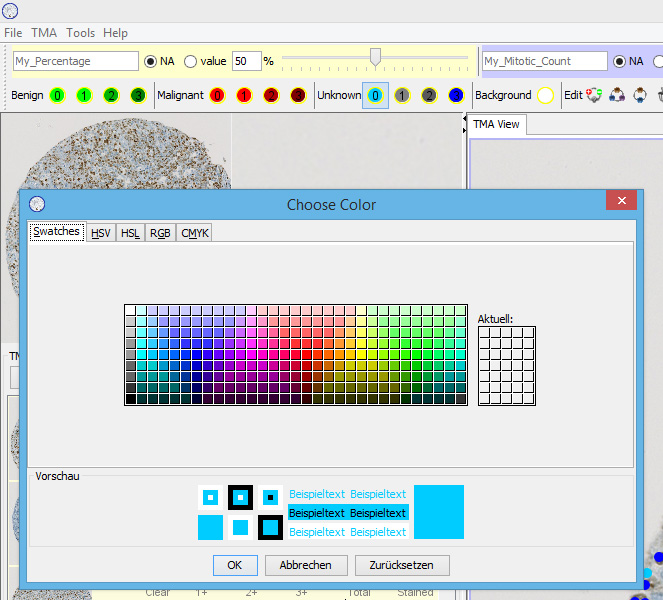 File TMA Tools Help
My_Percentage NA value 50 % My_Mitotic_Count NA
Benign 0 1 2 3 Malignant 0 1 2 3 Unknown 0 1 2 3 Background Edit
TMA View
Choose Color
Swatches HSV HSL RGB CMYK
Aktuell:
TM
Vorschau
Beispieltext Beispieltext
Beispieltext Beispieltext
Beispieltext Beispieltext
OK Abbrechen Zurücksetzen
Clear 1+ 2+ 3+ Total Stained